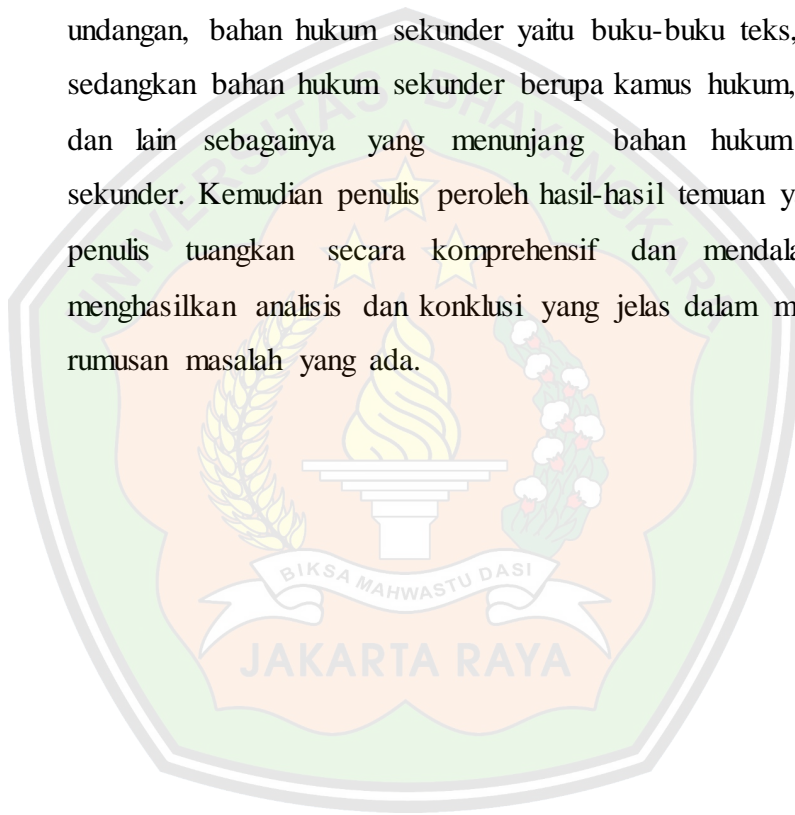 undangan, bahan hukum sekunder yaitu buku-buku teks,
sedangkan bahan hukum sekunder berupa kamus hukum,
dan lain sebagainya yang menunjang bahan hukum
sekunder. Kemudian penulis peroleh hasil-hasil temuan
penulis tuangkan secara komprehensif dan
menghasilkan analisis dan konklusi yang jelas dalam
rumusan masalah yang ada.
UNIVERSITAS BHAYANGKARA
BIKSA MAHWASTU DASI
JAKARTA RAYA